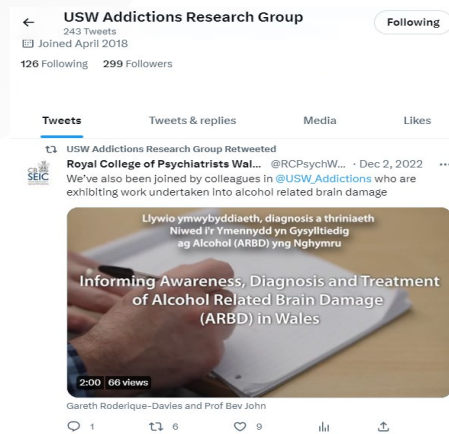 USW Addictions Research Group
243 Tweets
Following
Joined April 2018
126 Following 299 Followers
Tweets Tweets & replies Media Likes
USW Addictions Research Group Retweeted
Royal College of Psychiatrists Wal... @RCPsychW... · Dec 2, 2022 ...
We've also been joined by colleagues in @USW_Addictions who are
exhibiting work undertaken into alcohol related brain damage
SEIC
Llywio ymwybyddiaeth, diagnosis a thriniaeth
Niwed i'r Ymennydd yn Gysylltiedig
ag Alcohol (ARBD) yng Nghymru
Informing Awareness, Diagnosis and Treatment
of Alcohol Related Brain Damage
(ARBD) in Wales
2:00 66 views
Gareth Roderique-Davies and Prof Bev John
1 6 9